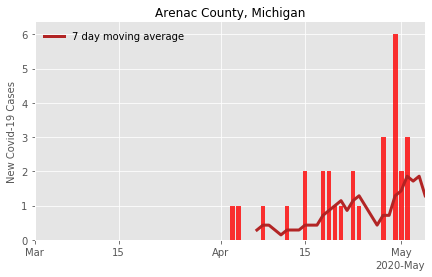 Arenac County, Michigan
7 day moving average
New Covid-19 Cases
6
5
4
3
2
1
0
Mar 15 Apr 15 May
2020-May